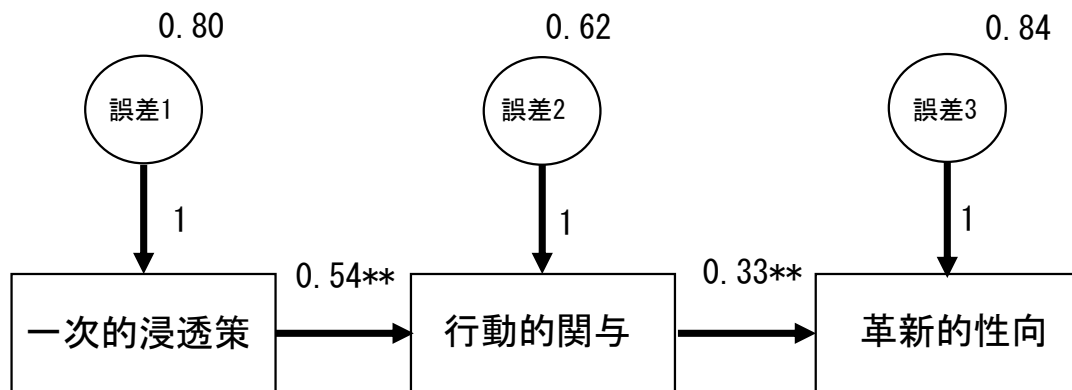 0.80
0.62
0.84
誤差1
誤差2
誤差3
1
1
1
0.54**
0.33**
一次的浸透策
行動的関与
革新的性向